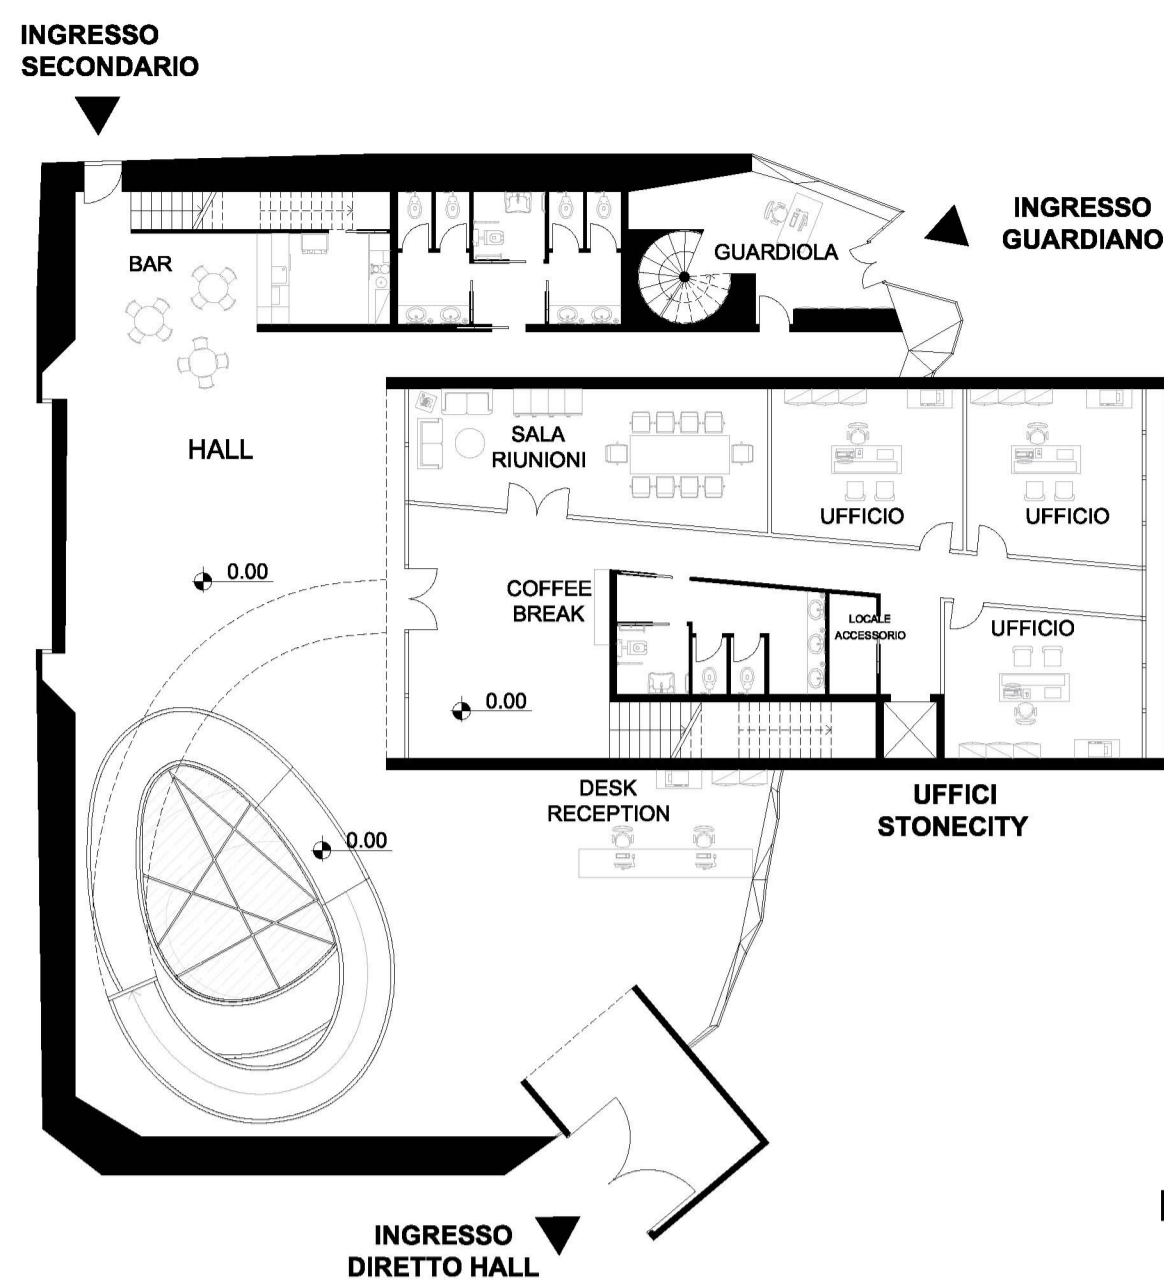 INGRESSO
SECONDARIO
INGRESSO
GUARDIANO
BAR
GUARDIOLA
HALL
SALA
RIUNIONI
UFFICIO
UFFICIO
0.00
COFFEE
BREAK
LOCALE
ACCESSORIO
UFFICIO
0.00
DESK
RECEPTION
UFFICI
STONECITY
0.00
INGRESSO
DIRETTO HALL